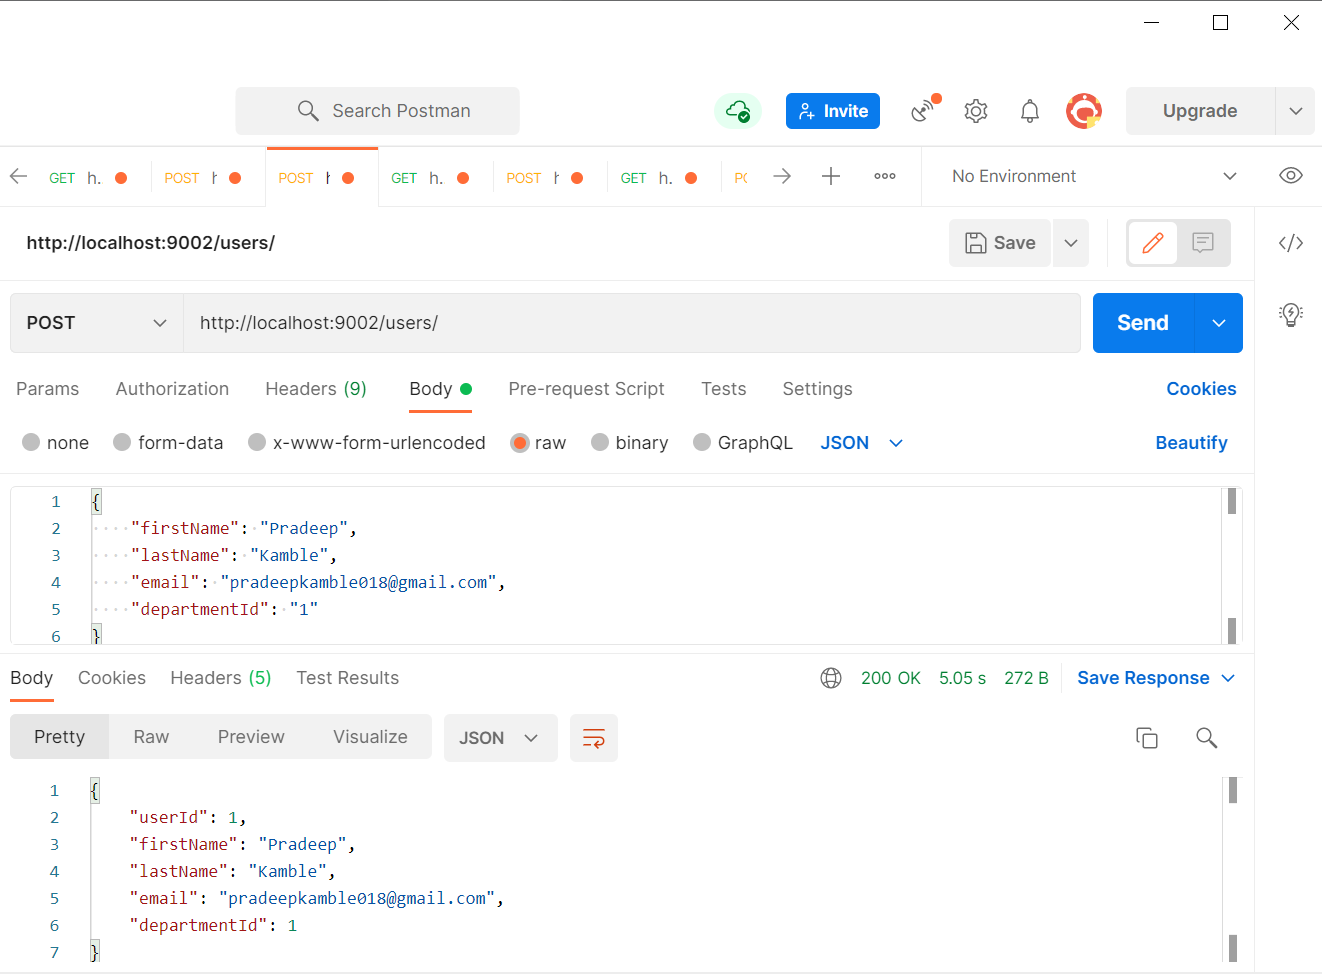 Search Postman
Invite
Upgrade
GET h.
POST
POST
GET h.
POST
GET h.
No Environment
http://localhost:9002/users/
Save
POST http://localhost:9002/users/
Send
Params Authorization Headers (9) Body Pre-request Script Tests Settings Cookies
none form-data x-www-form-urlencoded raw binary GraphQL JSON Beautify
1 {
2 "firstName": "Pradeep",
3 "lastName": "Kamble",
4 "email": "pradeepkamble018@gmail.com",
5 "departmentId": "1"
6 }
Body Cookies Headers (5) Test Results 200 OK 5.05 s 272 B Save Response
Pretty Raw Preview Visualize JSON
1 {
2 "userId": 1,
3 "firstName": "Pradeep",
4 "lastName": "Kamble",
5 "email": "pradeepkamble018@gmail.com",
6 "departmentId": 1
7 }